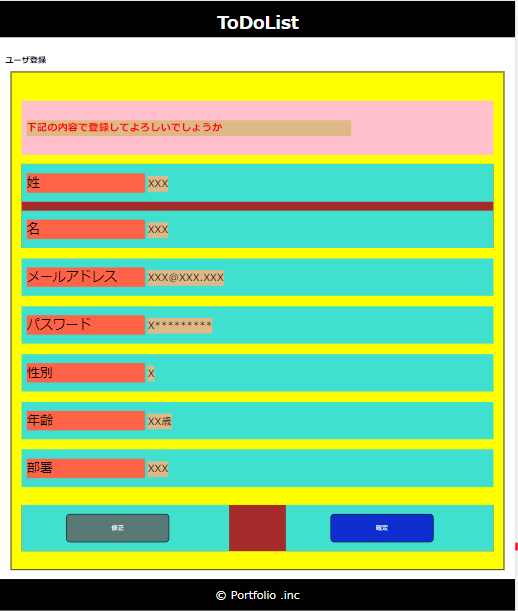 ToDoList
ユーザ登録
下記の内容で登録してよろしいでしょうか
姓 XXX
名 XXX
メールアドレス XXX@XXX.XXX
パスワード X*********
性別 X
年齢 XX歳
部署 XXX
修正 確定
© Portfolio .inc